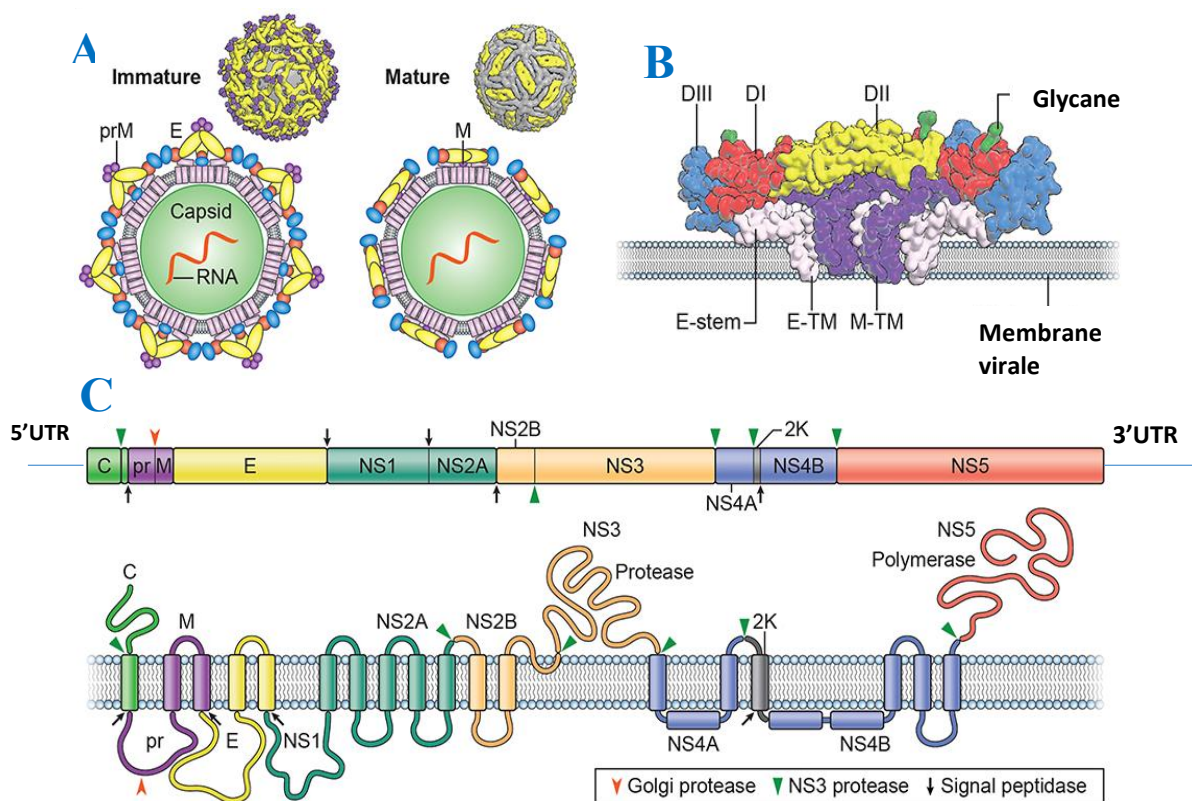 A
Immature
Mature
prM
E
M
Capsid
RNA
B
DIII
DI
DII
Glycane
E-stem
E-TM
M-TM
Membrane
virale
C
5'UTR
3'UTR
NS2B
2K
C
pr
M
E
NS1
NS2A
NS3
NS4B
NS5
NS4A
NS3
Protease
NS5
Polymerase
C
M
NS2A
NS2B
2K
pr
E
NS1
NS4A
NS4B
Golgi protease
NS3 protease
Signal peptidase